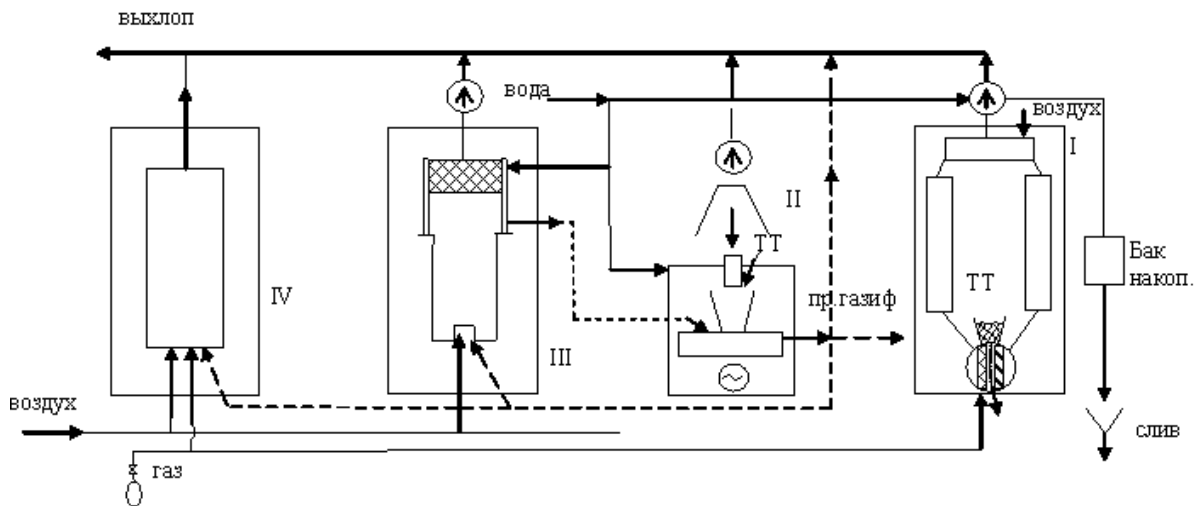 выхлоп
вода
воздух
I
II
ТТ
Бак
накоп.
ТТ
IV
пр.газиф
III
воздух
слив
газ